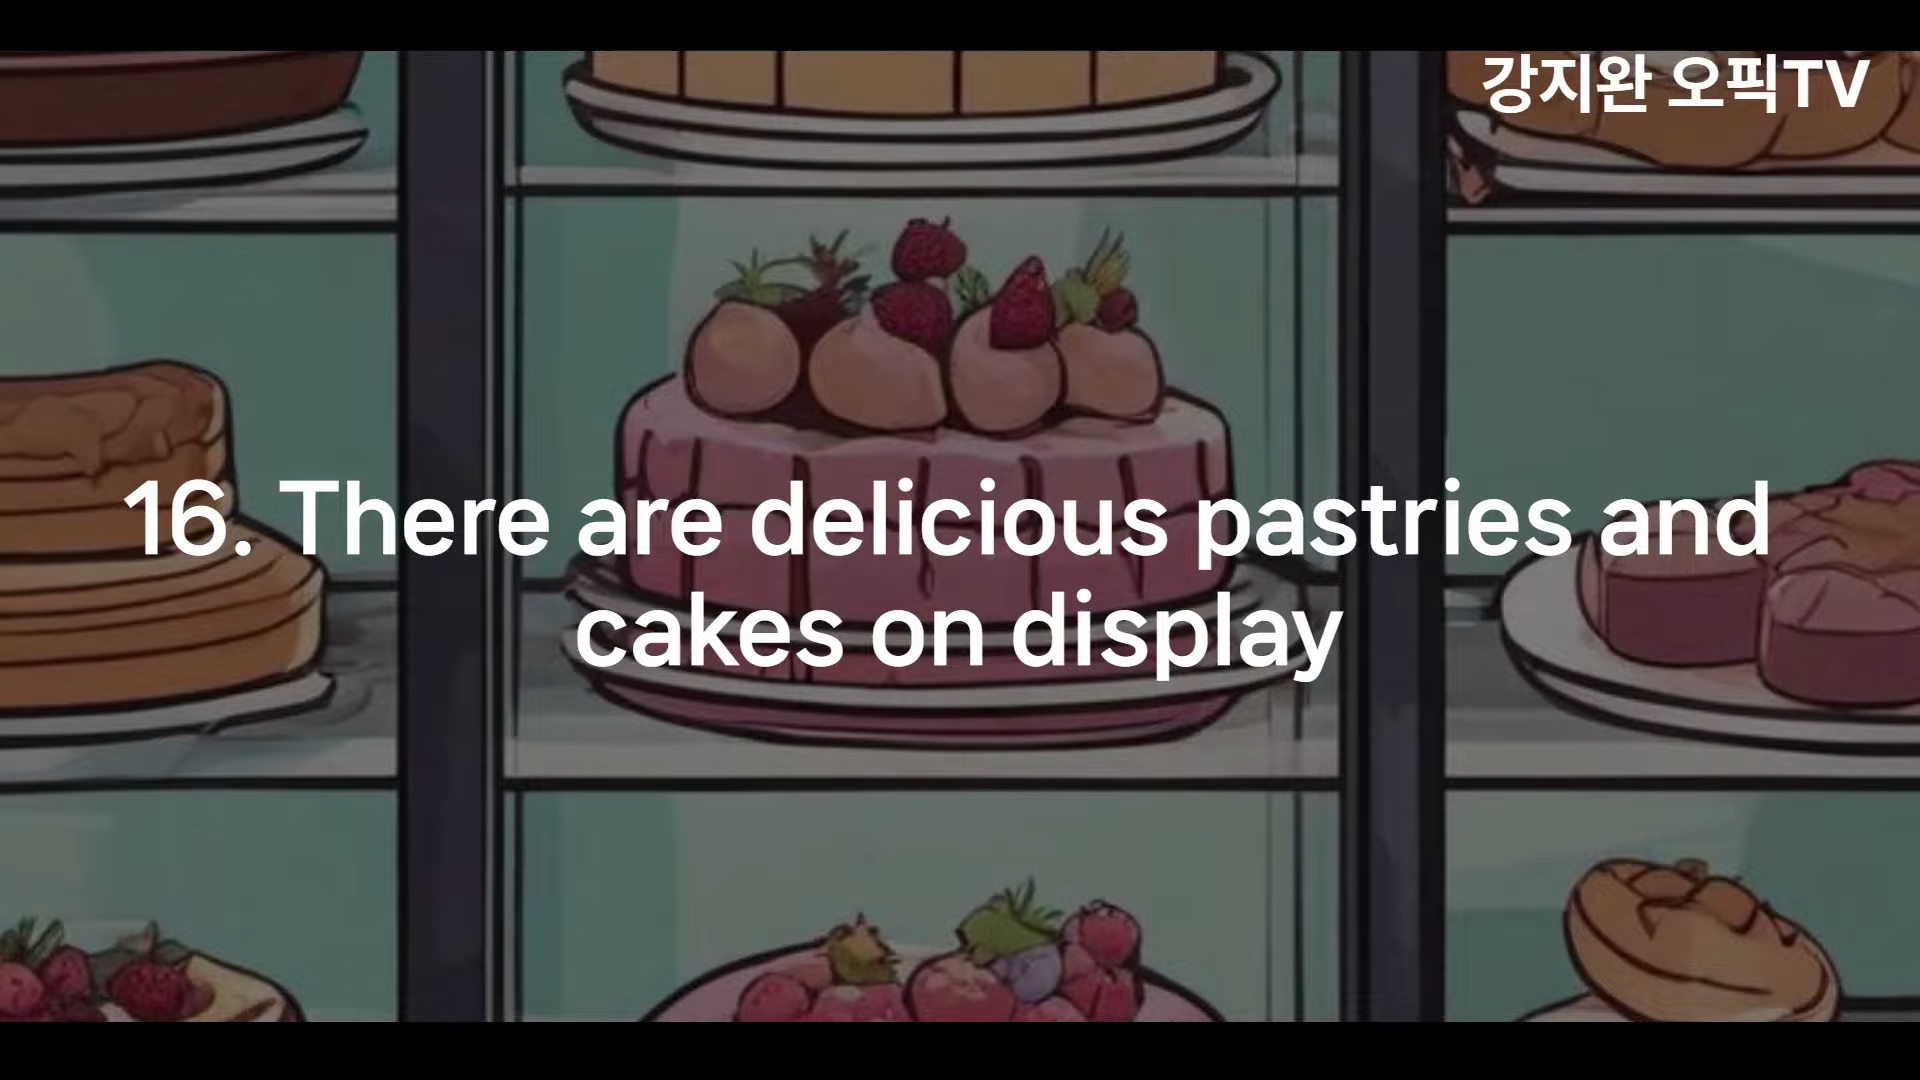 강지완 오픽TV
16. There are delicious pastries and
cakes on display